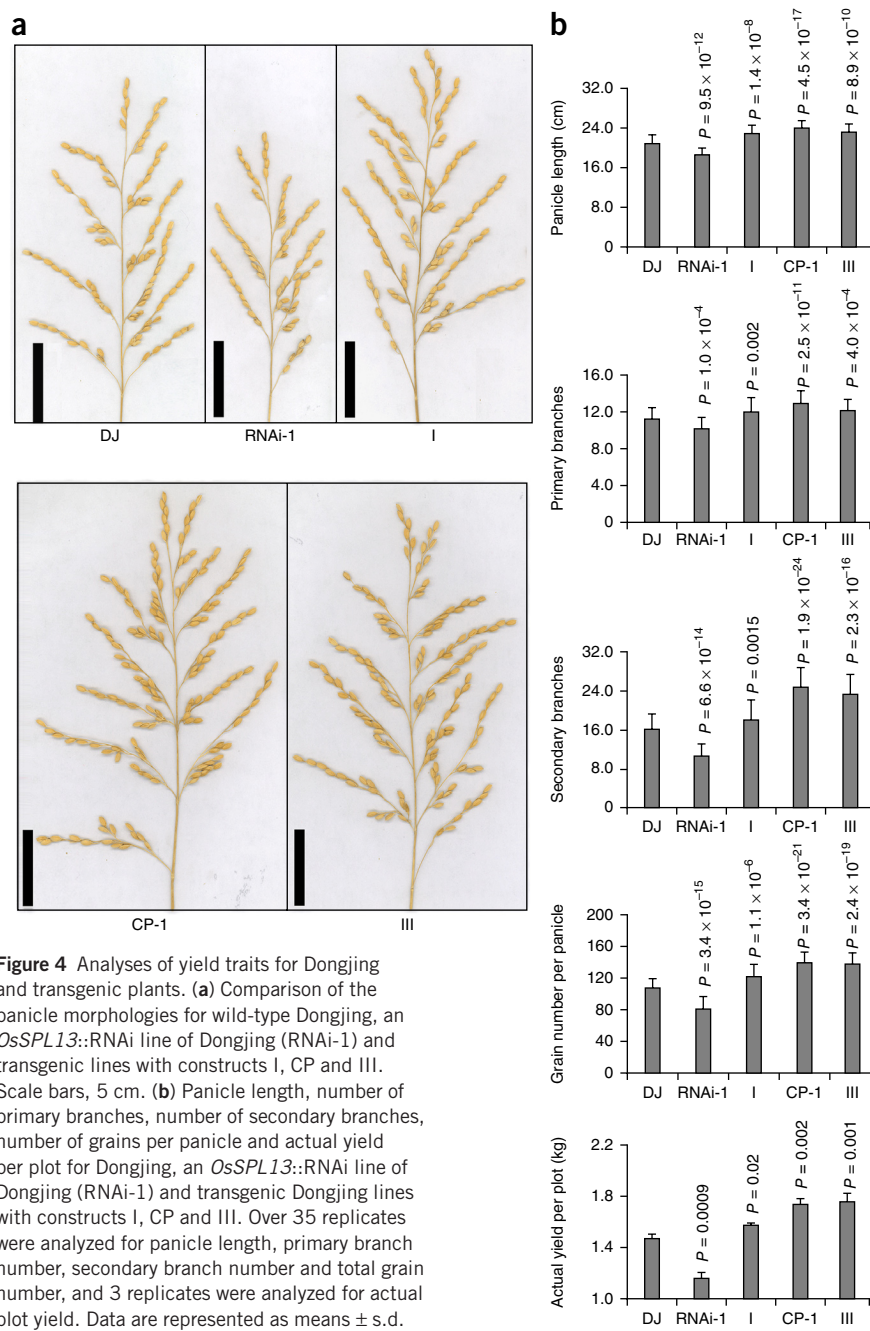 a
DJ RNAi-1 I
CP-1 III
Figure 4 Analyses of yield traits for Dongjing
and transgenic plants. (a) Comparison of the
panicle morphologies for wild-type Dongjing, an
OsSPL13::RNAi line of Dongjing (RNAi-1) and
transgenic lines with constructs I, CP and III.
Scale bars, 5 cm. (b) Panicle length, number of
primary branches, number of secondary branches,
number of grains per panicle and actual yield
per plot for Dongjing, an OsSPL13::RNAi line of
Dongjing (RNAi-1) and transgenic Dongjing lines
with constructs I, CP and III. Over 35 replicates
were analyzed for panicle length, primary branch
number, secondary branch number and total grain
number, and 3 replicates were analyzed for actual
plot yield. Data are represented as means ± s.d.
b
Panicle length (cm)
32.0
24.0
16.0
8.0
0
P = 9.5 × 10⁻¹²
P = 1.4 × 10⁻⁸
P = 4.5 × 10⁻¹⁷
P = 8.9 × 10⁻¹⁰
DJ RNAi-1 I CP-1 III
Primary branches
16.0
12.0
8.0
4.0
0
P = 1.0 × 10⁻⁴
P = 0.002
P = 2.5 × 10⁻¹¹
P = 4.0 × 10⁻⁴
DJ RNAi-1 I CP-1 III
Secondary branches
32.0
24.0
16.0
8.0
0
P = 6.6 × 10⁻¹⁴
P = 0.0015
P = 1.9 × 10⁻²⁴
P = 2.3 × 10⁻¹⁶
DJ RNAi-1 I CP-1 III
Grain number per panicle
200
160
120
80
40
0
P = 3.4 × 10⁻¹⁵
P = 1.1 × 10⁻⁶
P = 3.4 × 10⁻²¹
P = 2.4 × 10⁻¹⁹
DJ RNAi-1 I CP-1 III
Actual yield per plot (kg)
2.2
1.8
1.4
1.0
P = 0.0009
P = 0.02
P = 0.002
P = 0.001
DJ RNAi-1 I CP-1 III